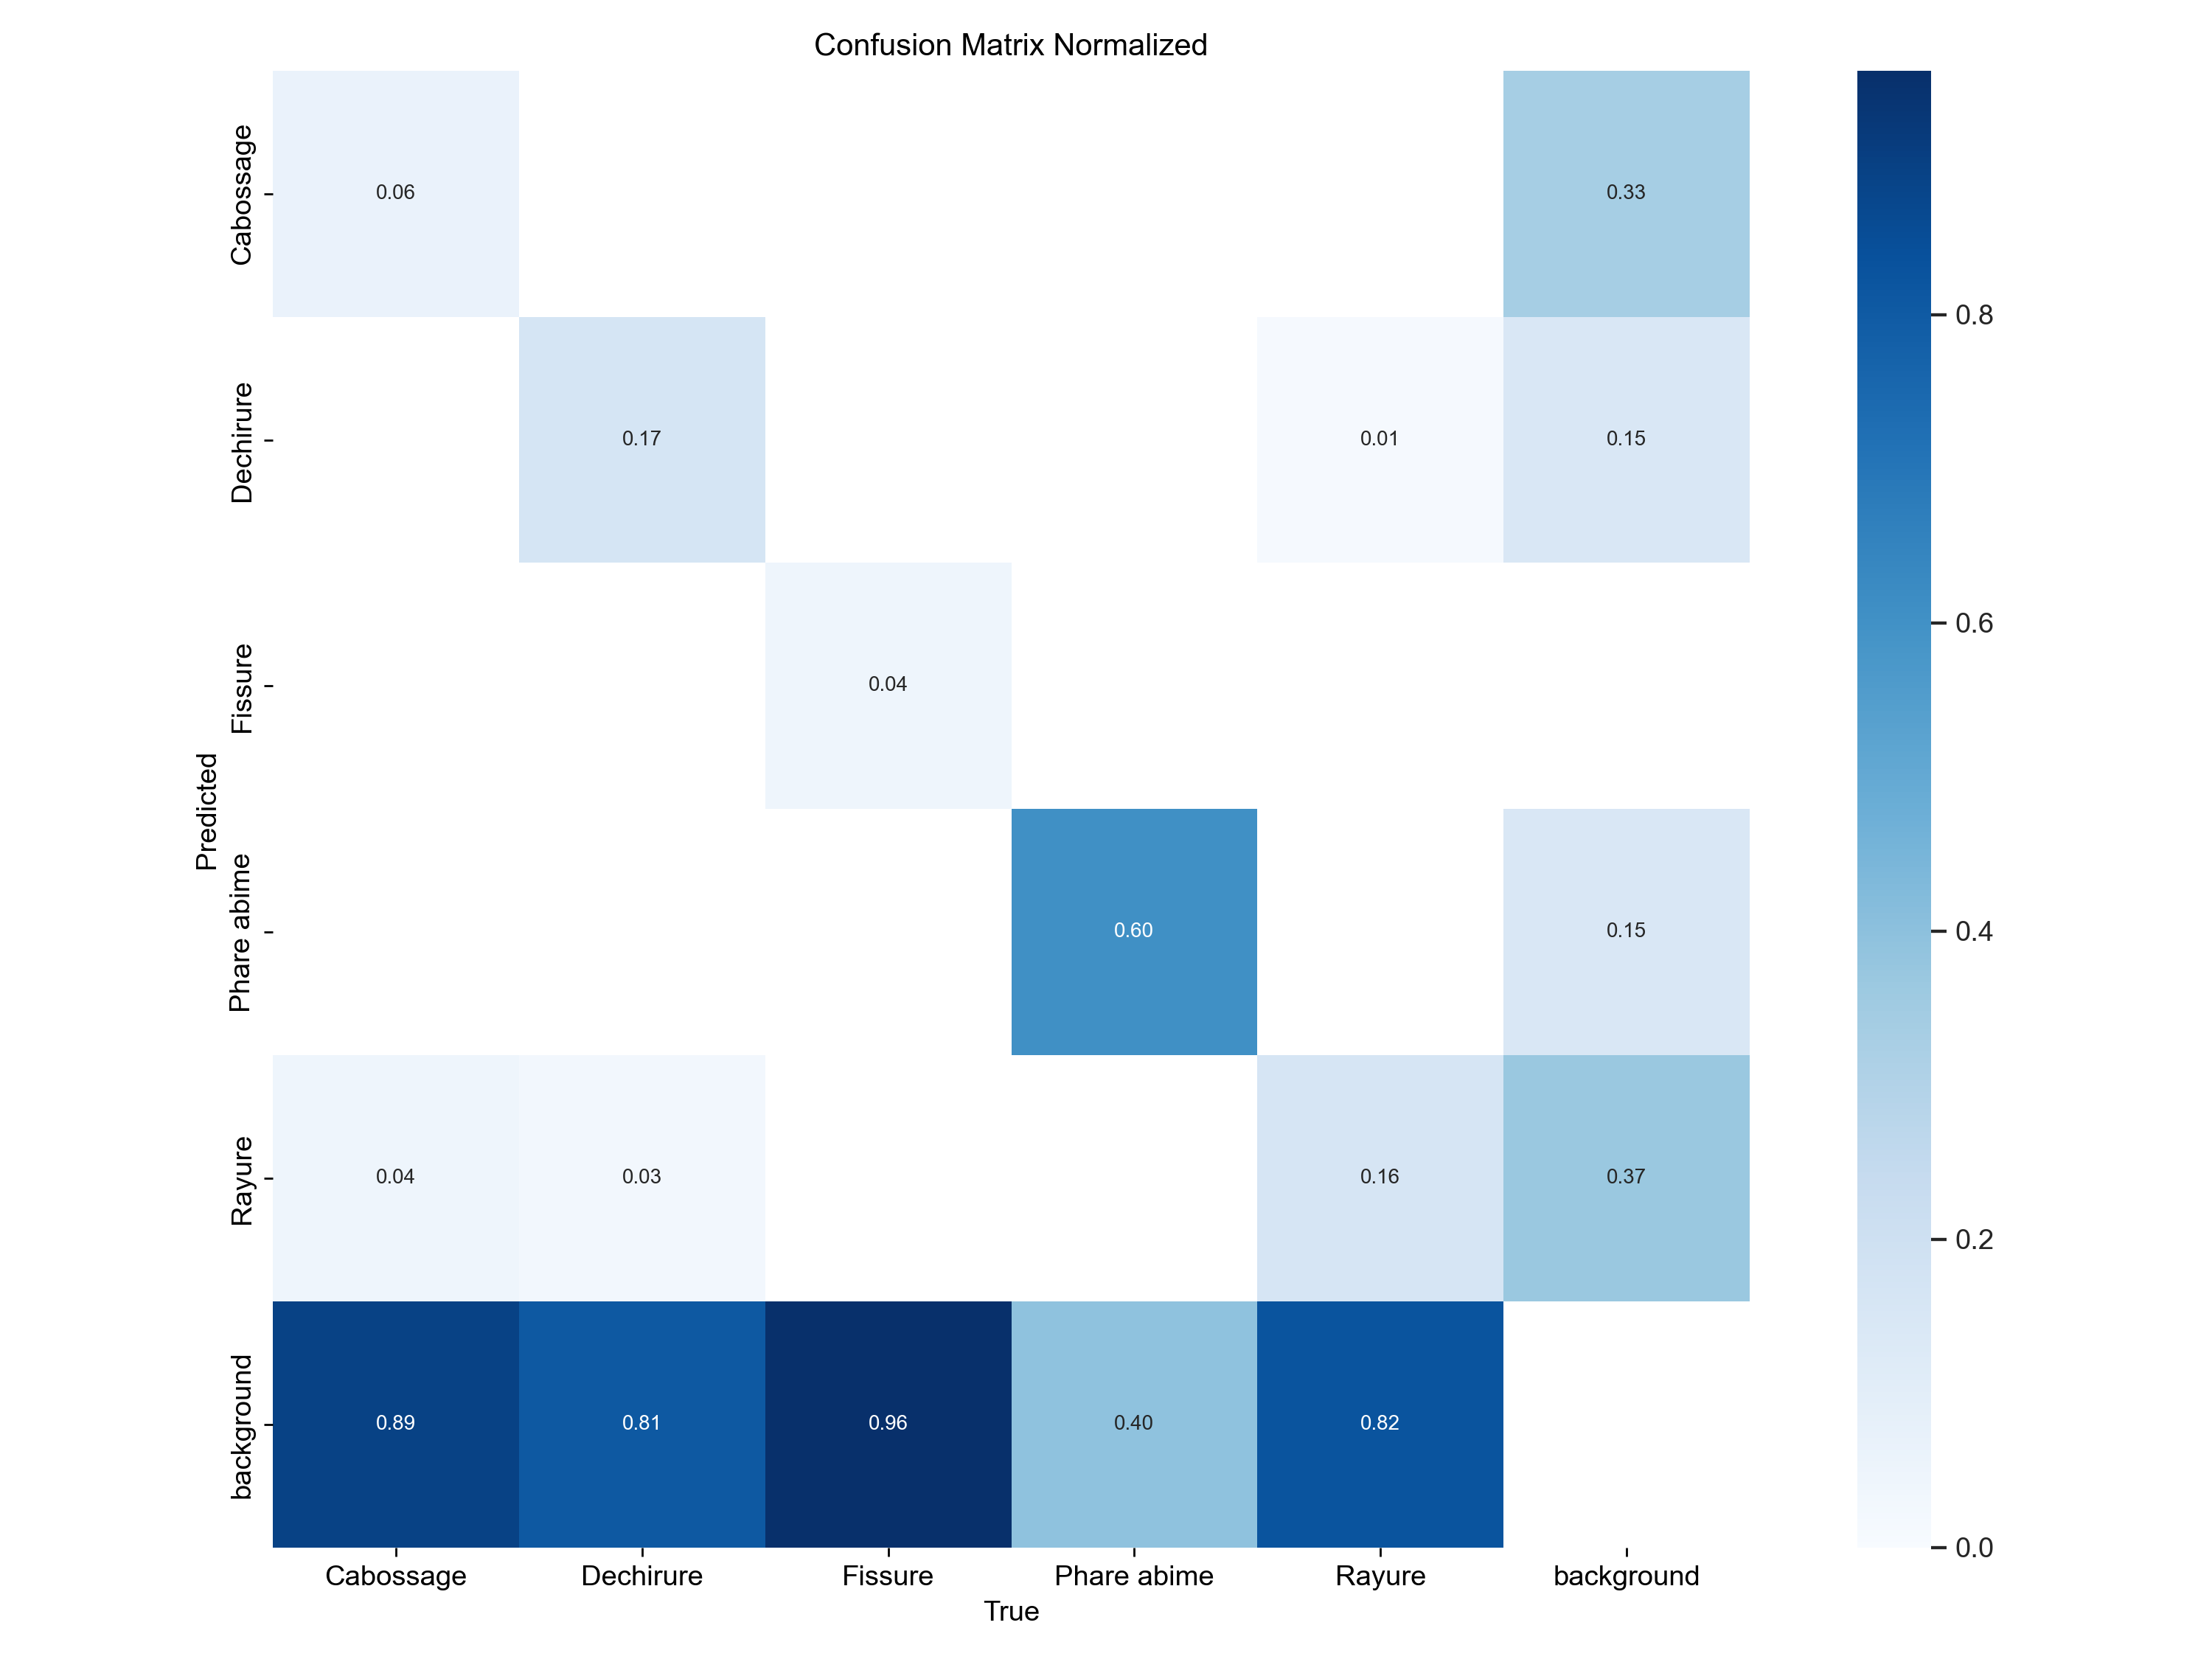 Confusion Matrix Normalized
Cabossage
0.06
0.33
Dechirure
0.17
0.01
0.15
Fissure
0.04
Phare abime
0.60
0.15
Rayure
0.04
0.03
0.16
0.37
background
0.89
0.81
0.96
0.40
0.82
Predicted
Cabossage
Dechirure
Fissure
Phare abime
Rayure
background
True
0.8
0.6
0.4
0.2
0.0